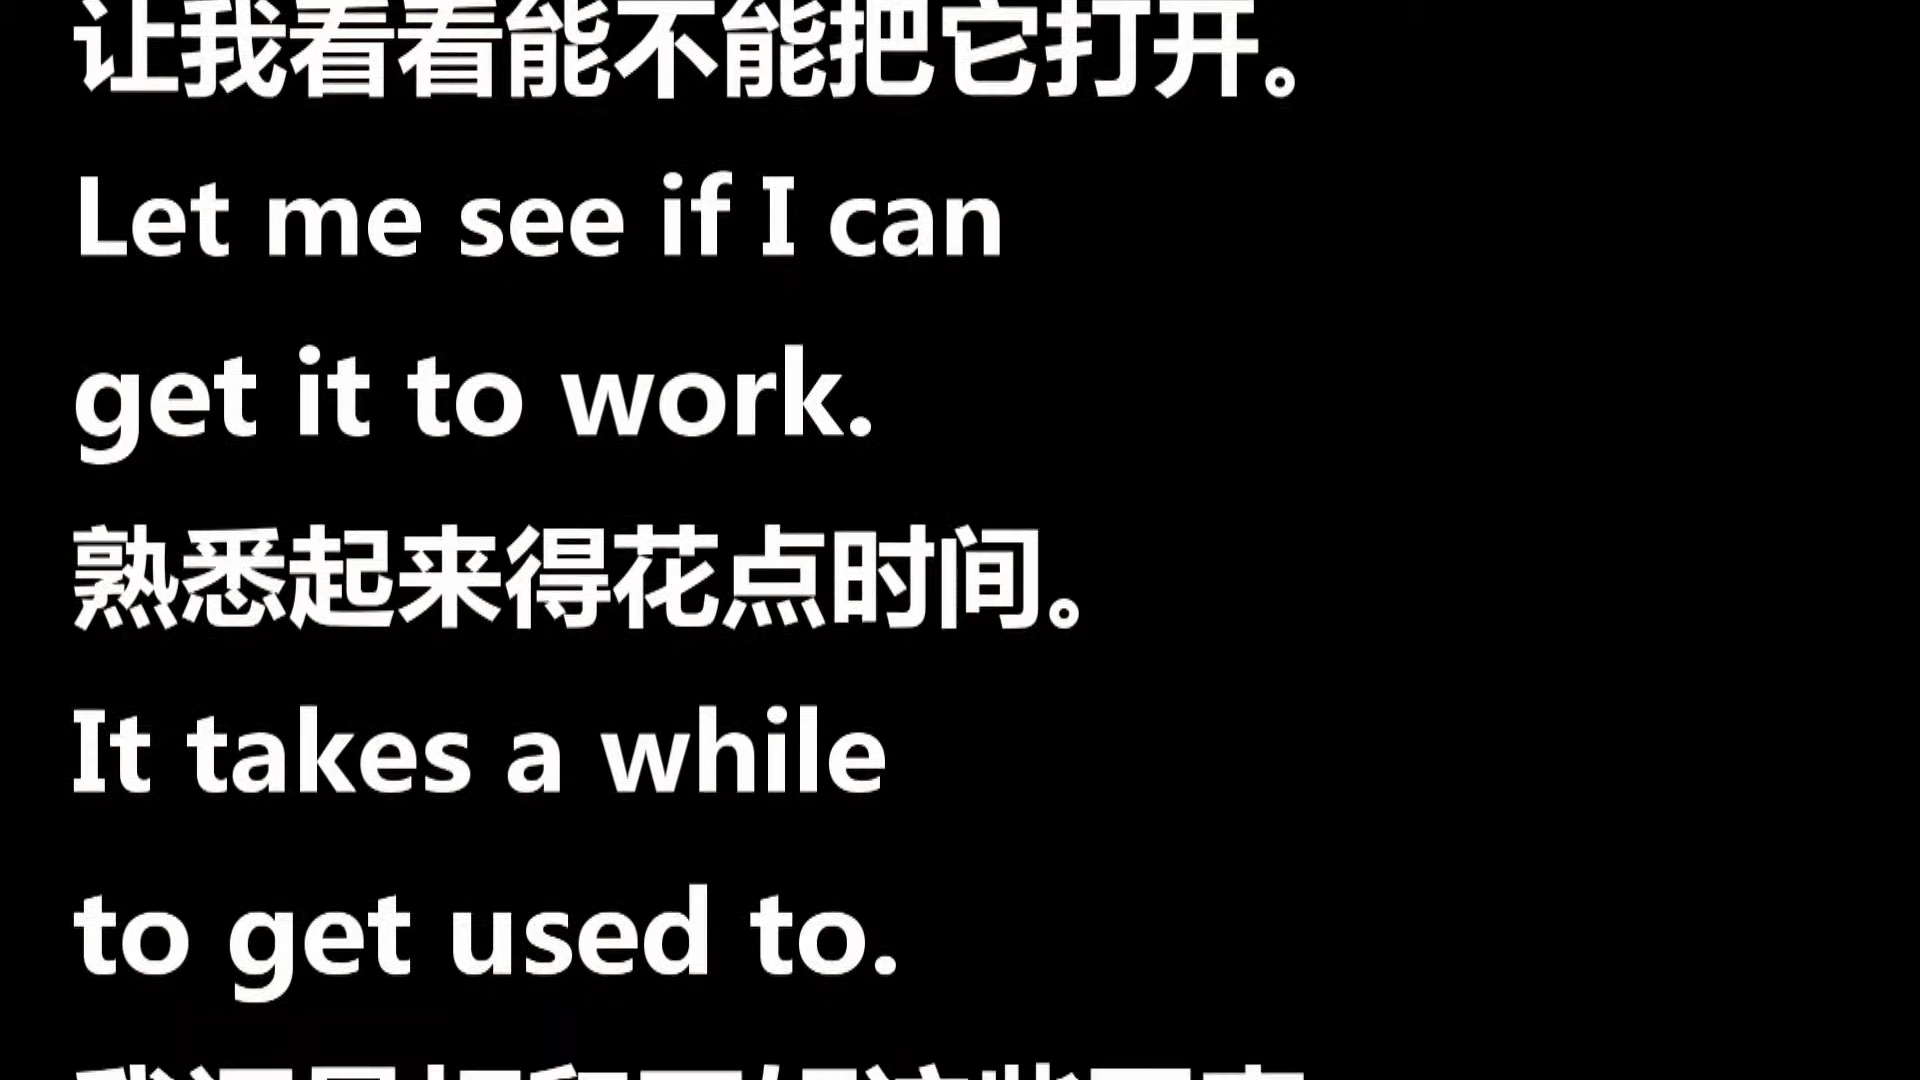 让我看看能不能把它打开。
Let me see if I can
get it to work.
熟悉起来得花点时间。
It takes a while
to get used to.